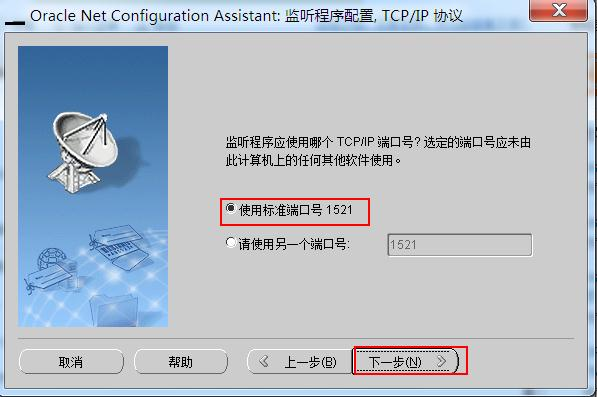 Oracle Net Configuration Assistant: 监听程序配置, TCP/IP 协议
监听程序应使用哪个 TCP/IP 端口号? 选定的端口号应未由
此计算机上的任何其他软件使用。
使用标准端口号 1521
请使用另一个端口号:
1521
取消
帮助
上一步(B)
下一步(N)